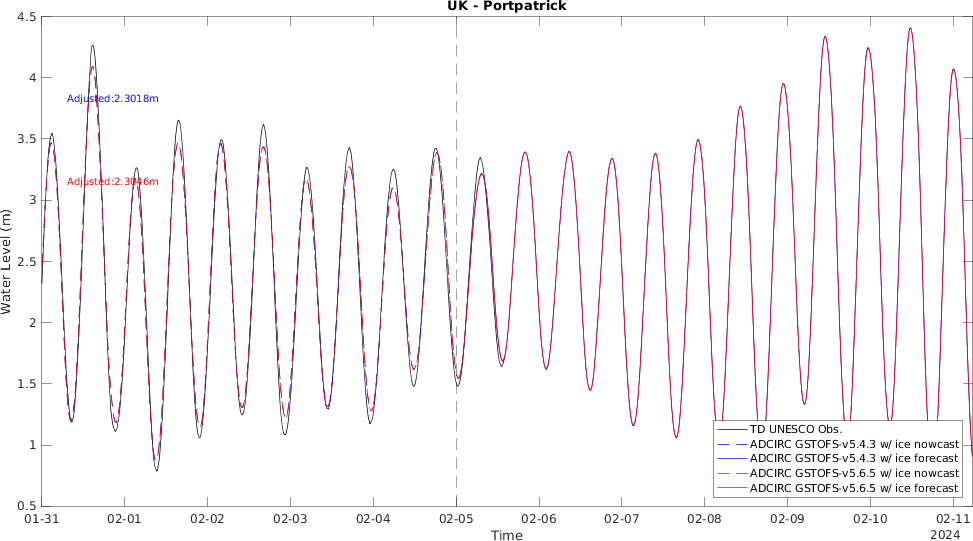 UK - Portpatrick
4.5
4
3.5
3
2.5
2
1.5
1
0.5
Water Level (m)
Adjusted:2.3018m
Adjusted:2.3046m
TD UNESCO Obs.
ADCIRC GSTOFS-v5.4.3 w/ ice nowcast
ADCIRC GSTOFS-v5.4.3 w/ ice forecast
ADCIRC GSTOFS-v5.6.5 w/ ice nowcast
ADCIRC GSTOFS-v5.6.5 w/ ice forecast
01-31 02-01 02-02 02-03 02-04 02-05 02-06 02-07 02-08 02-09 02-10 02-11
2024
Time